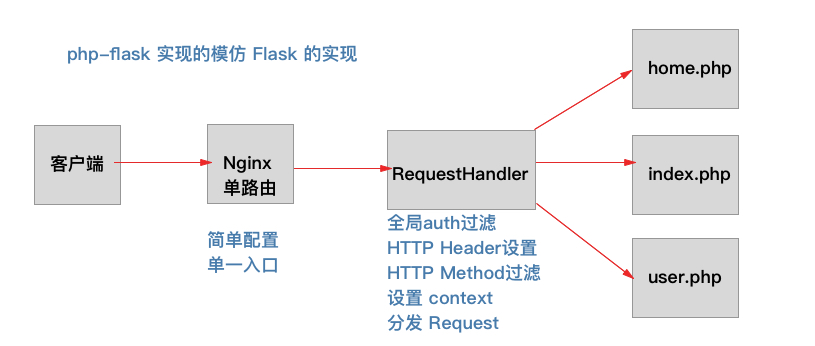 php-flask 实现的模仿 Flask 的实现
客户端
Nginx
单路由
简单配置
单一入口
RequestHandler
全局auth过滤
HTTP Header设置
HTTP Method过滤
设置 context
分发 Request
home.php
index.php
user.php